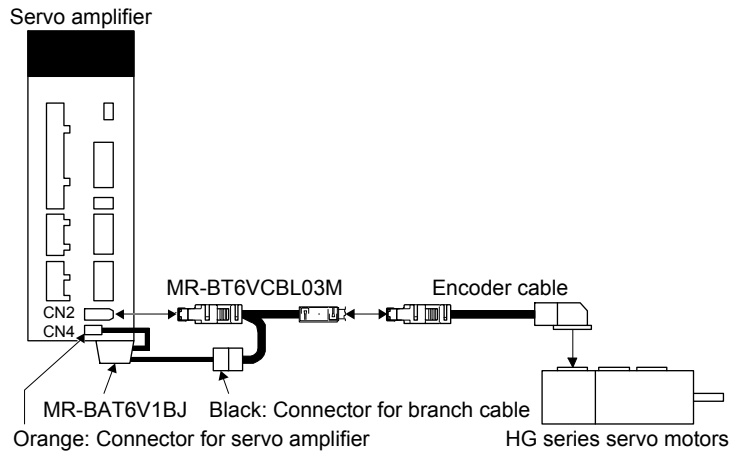 Servo amplifier
MR-BT6VCBL03M
Encoder cable
CN2
CN4
MR-BAT6V1BJ
Black: Connector for branch cable
Orange: Connector for servo amplifier
HG series servo motors